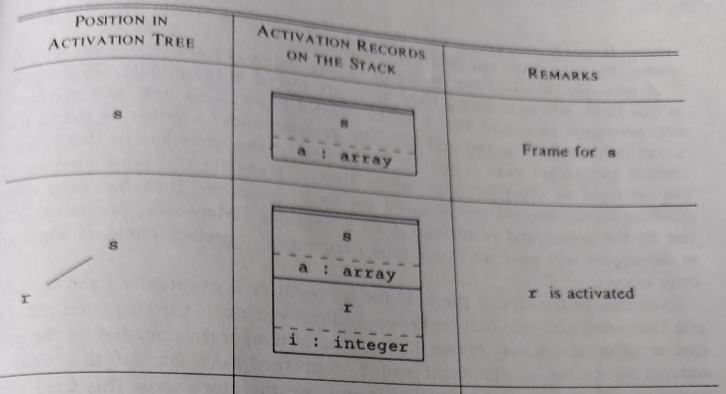 POSITION IN
ACTIVATION TREE
ACTIVATION RECORDS
ON THE STACK
REMARKS
s
s
a : array
Frame for s
s
r
s
a : array
r
i : integer
r is activated